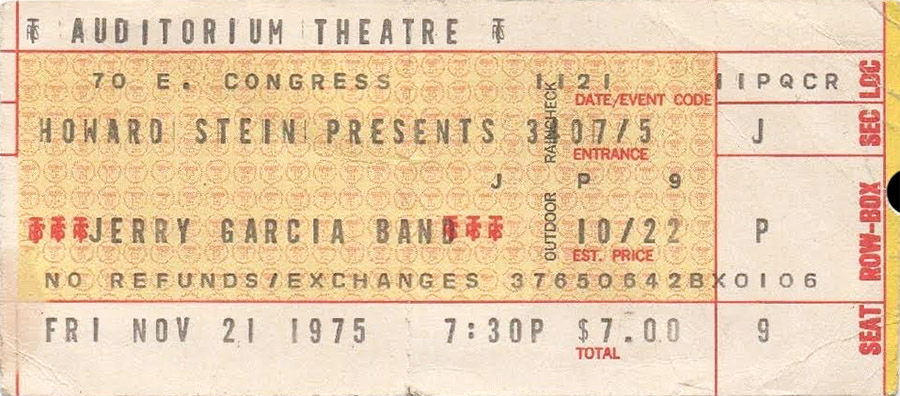 AUDITORIUM THEATRE
70 E. CONGRESS 1121 11PQCR
DATE/EVENT CODE
HOWARD STEIN PRESENTS 3 07/5 J
ENTRANCE
J P 9
JERRY GARCIA BAND 10/22 P
EST. PRICE
NO REFUNDS/EXCHANGES 37650642BX0106
FRI NOV 21 1975 7:30P $7.00 9
TOTAL
OUTDOOR RAINCHECK
SEAT ROW-BOX SEC LOC